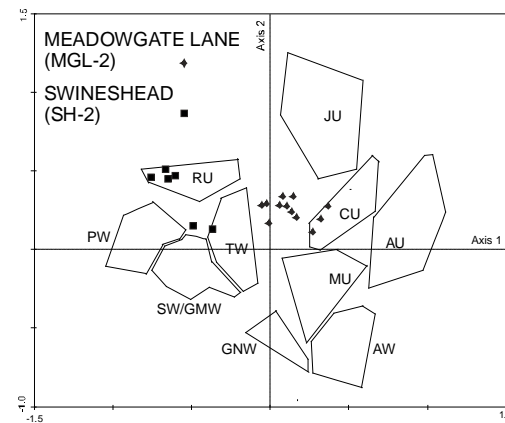 1.5
MEADOWGATE LANE
(MGL-2)
SWINESHEAD
(SH-2)
Axis 2
JU
RU
PW
TW
CU
AU
Axis 1
SW/GMW
MU
GNW
AW
-1.0
-1.5
1.